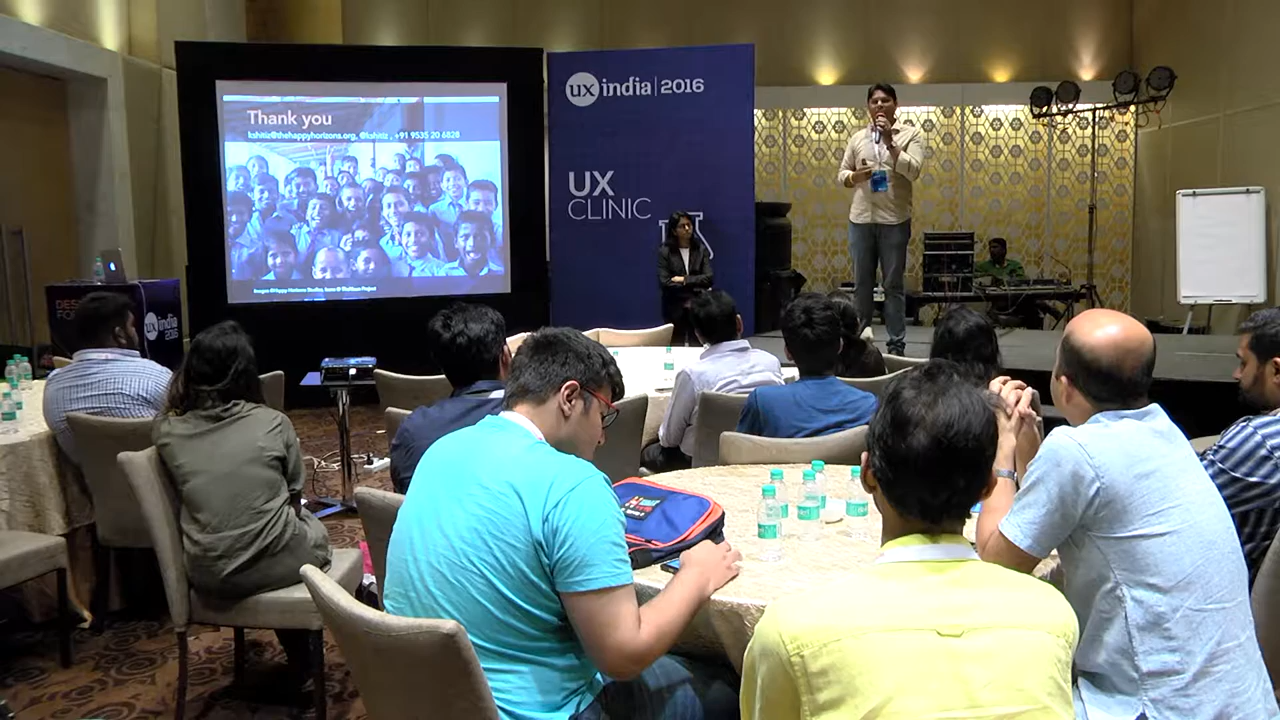 Thank you
kshitiz@thehappyhorizons.org, @kshitiz , +91 9535 20 6828
ux india | 2016
UX
CLINIC
ux india
2016